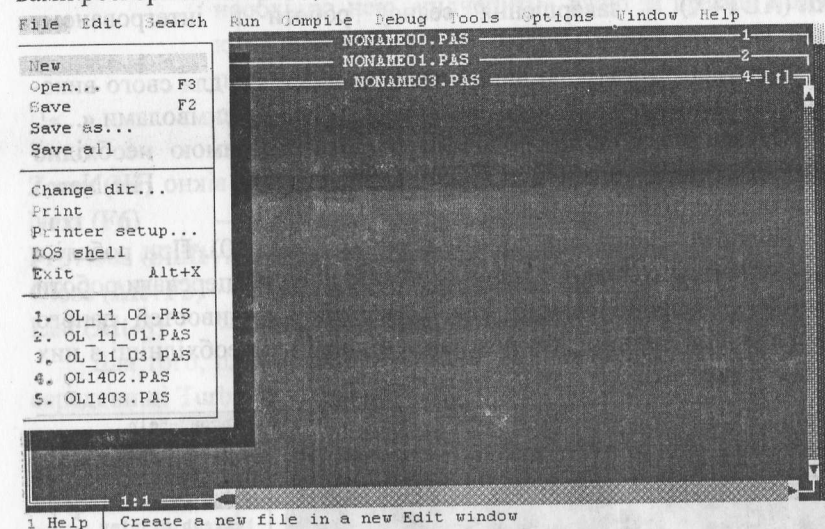 File Edit Search Run Compile Debug Tools Options Window Help
NONAME00.PAS 1
NONAME01.PAS 2
NONAME03.PAS 4=[↑]
New
Open... F3
Save F2
Save as...
Save all
Change dir...
Print
Printer setup...
DOS shell
Exit Alt+X
1. OL_11_02.PAS
2. OL_11_01.PAS
3. OL_11_03.PAS
4. OL1402.PAS
5. OL1403.PAS
1:1
1 Help Create a new file in a new Edit window